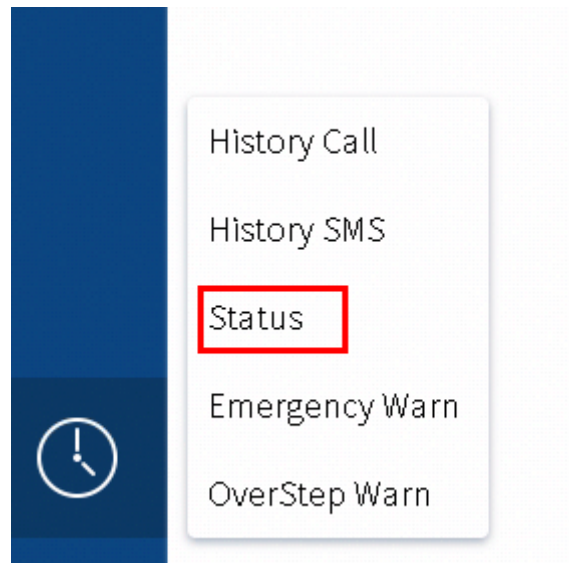 History Call
History SMS
Status
Emergency Warn
OverStep Warn